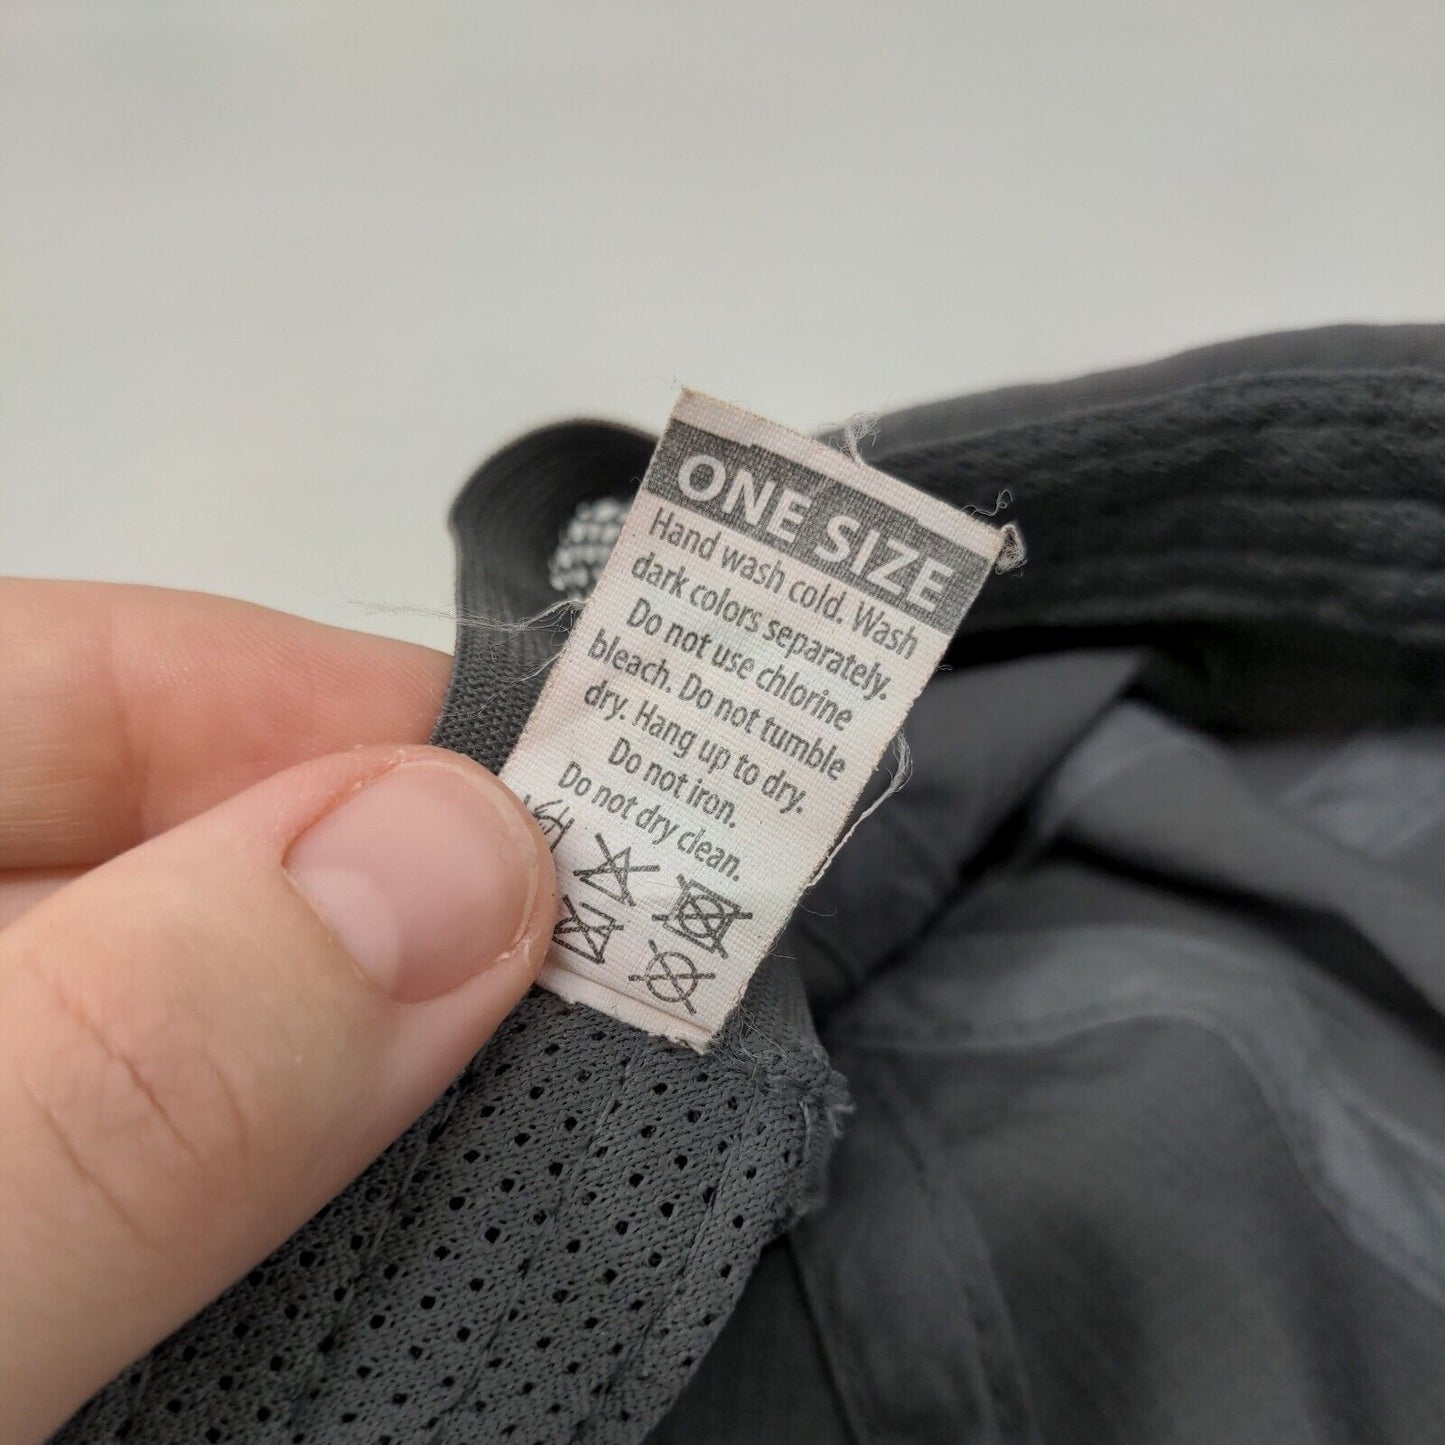 ONE SIZE
Hand wash cold. Wash
dark colors separately.
Do not use chlorine
bleach. Do not tumble
dry. Hang up to dry.
Do not iron.
Do not dry clean.